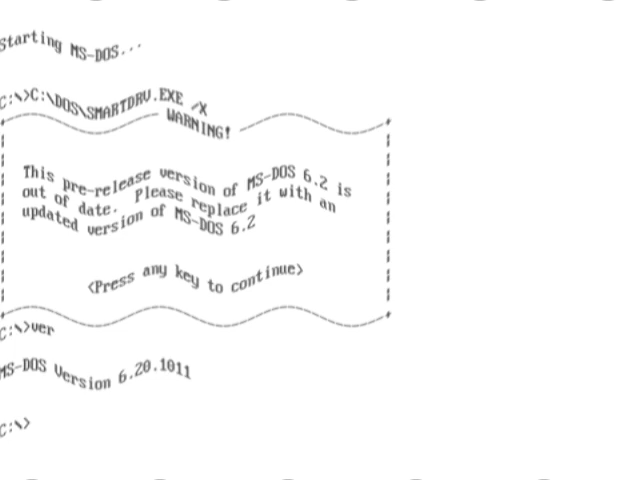 Starting MS-DOS...
C:\>C:\DOS\SMARTDRV.EXE /X
WARNING!
This pre-release version of MS-DOS 6.2 is
out of date.  Please replace it with an
updated version of MS-DOS 6.2
<Press any key to continue>
C:\>ver
MS-DOS Version 6.20.1011
C:\>